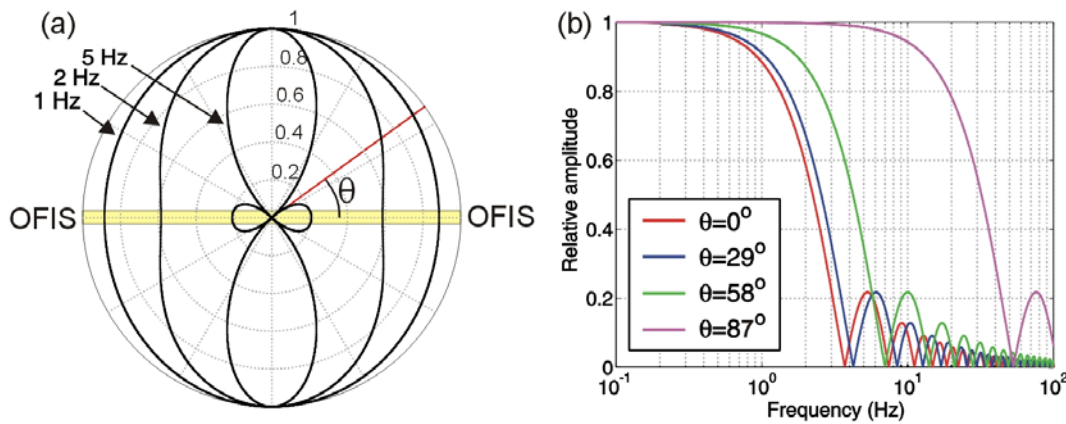 (a)
1
0.8
0.6
0.4
0.2
5 Hz
2 Hz
1 Hz
θ
OFIS
OFIS
(b)
Relative amplitude
1
0.8
0.6
0.4
0.2
0
θ=0°
θ=29°
θ=58°
θ=87°
10⁻¹ 10⁰ 10¹ 10²
Frequency (Hz)